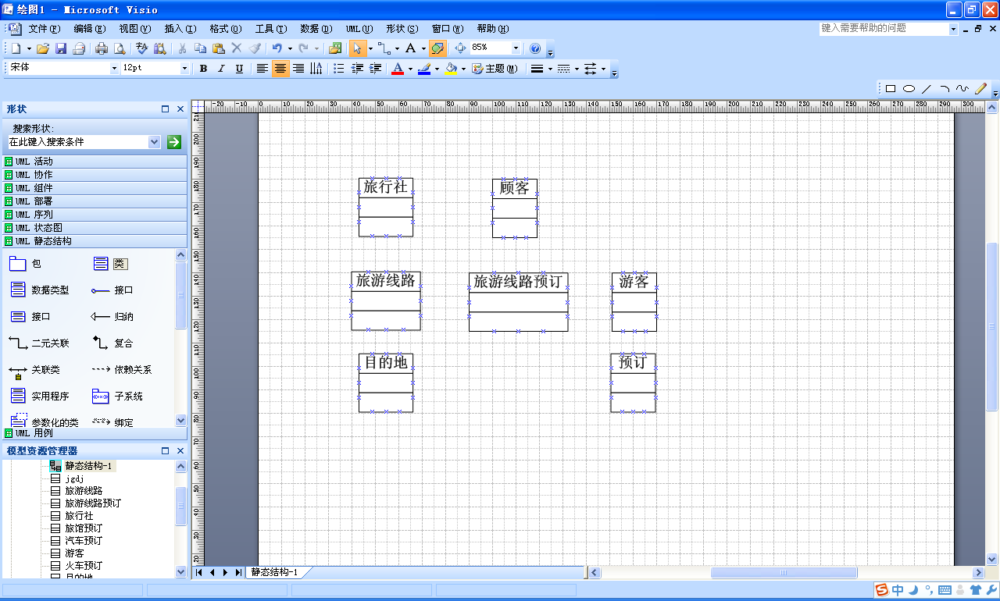 绘图1 - Microsoft Visio
文件(F) 编辑(E) 视图(V) 插入(I) 格式(O) 工具(T) 数据(D) UML(U) 形状(S) 窗口(W) 帮助(H) 键入需要帮助的问题
A 85%
宋体 12pt B I U A 主题(M)
形状
搜索形状:
在此键入搜索条件
UML 活动
UML 协作
UML 组件
UML 部署
UML 序列
UML 状态图
UML 静态结构
包 类
数据类型 接口
接口 归纳
二元关联 复合
关联类 依赖关系
实用程序 子系统
参数化的类 绑定
UML 用例
模型资源管理器
静态结构-1
jgdj
旅游线路
旅游线路预订
旅行社
旅馆预订
汽车预订
游客
火车预订
目的地
-20 -10 0 10 20 30 40 50 60 70 80 90 100 110 120 130 140 150 160 170 180 190 200 210 220 230 240 250 260 270 280 290 300
200
190
180
170
160
150
140
130
120
110
100
90
80
70
60
50
40
30
20
旅行社 顾客
旅游线路 旅游线路预订 游客
目的地 预订
静态结构-1
中